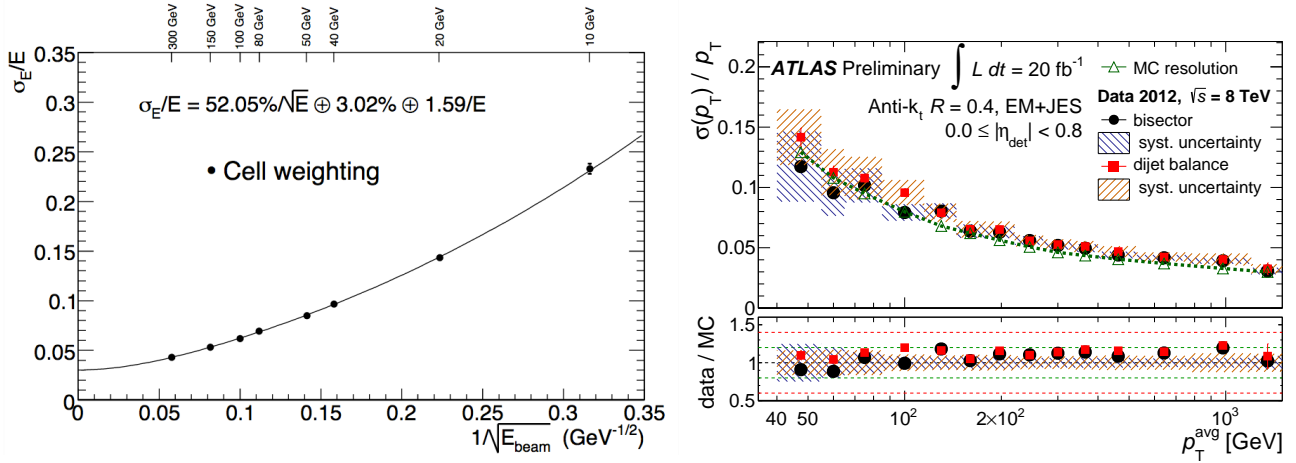 300 GeV
150 GeV
100 GeV
80 GeV
50 GeV
40 GeV
20 GeV
10 GeV
σE/E
0.4
0.35
0.3
0.25
0.2
0.15
0.1
0.05
0
σE/E = 52.05%/√E ⊕ 3.02% ⊕ 1.59/E
Cell weighting
0 0.05 0.1 0.15 0.2 0.25 0.3 0.35
1/√Ebeam (GeV-1/2)
σ(pT) / pT
0.2
0.15
0.1
0.05
0
ATLAS Preliminary ∫ L dt = 20 fb-1
Anti-kt R = 0.4, EM+JES
0.0 ≤ |ηdet| < 0.8
MC resolution
Data 2012, √s = 8 TeV
bisector
syst. uncertainty
dijet balance
syst. uncertainty
data / MC
1.5
1
0.5
40 50 10² 2×10² 10³
pTavg [GeV]